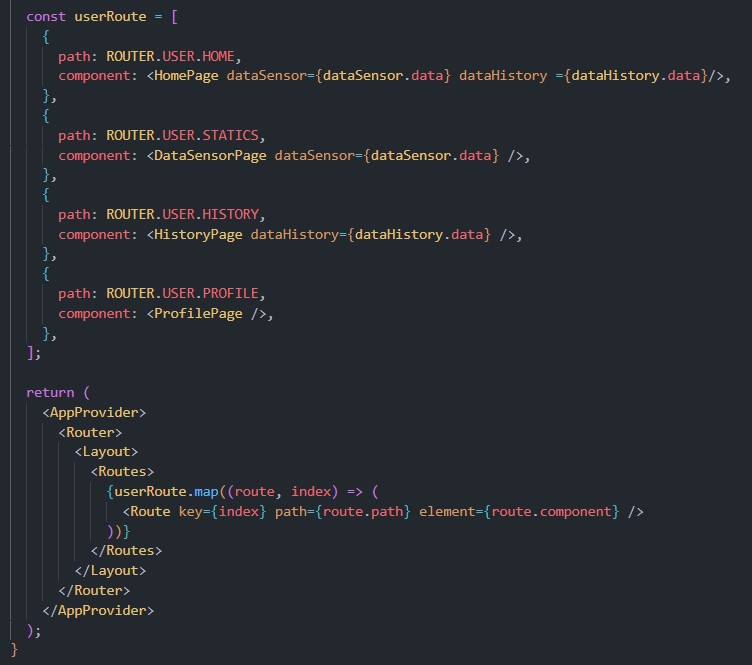 const userRoute = [
{
path: ROUTER.USER.HOME,
component: <HomePage dataSensor={dataSensor.data} dataHistory ={dataHistory.data}/>,
},
{
path: ROUTER.USER.STATICS,
component: <DataSensorPage dataSensor={dataSensor.data} />,
},
{
path: ROUTER.USER.HISTORY,
component: <HistoryPage dataHistory={dataHistory.data} />,
},
{
path: ROUTER.USER.PROFILE,
component: <ProfilePage />,
},
];
return (
<AppProvider>
<Router>
<Layout>
<Routes>
{userRoute.map((route, index) => (
<Route key={index} path={route.path} element={route.component} />
))}
</Routes>
</Layout>
</Router>
</AppProvider>
);
}